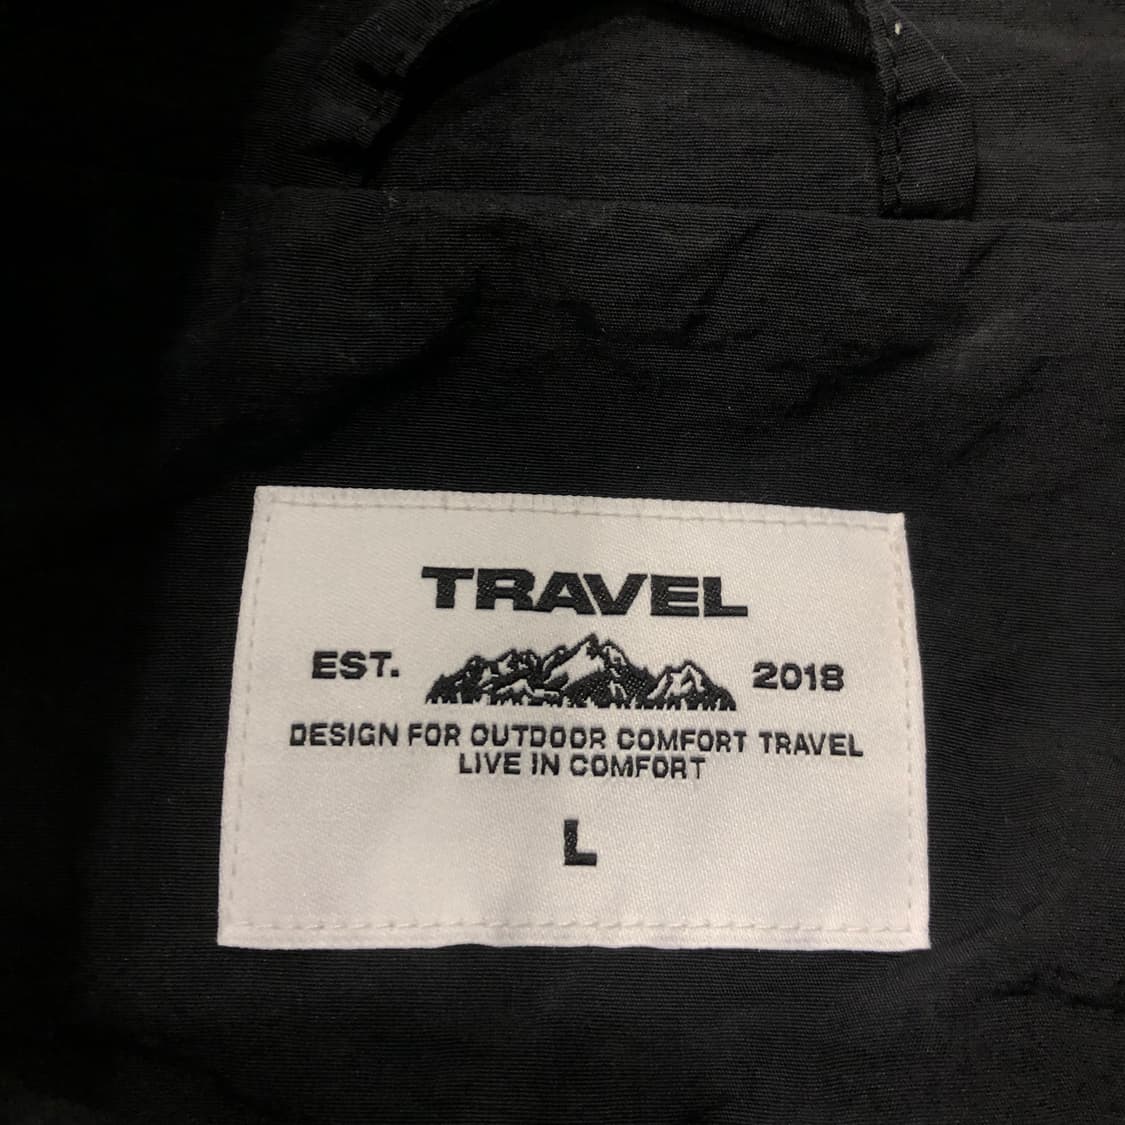 TRAVEL
EST. 2018
DESIGN FOR OUTDOOR COMFORT TRAVEL
LIVE IN COMFORT
L